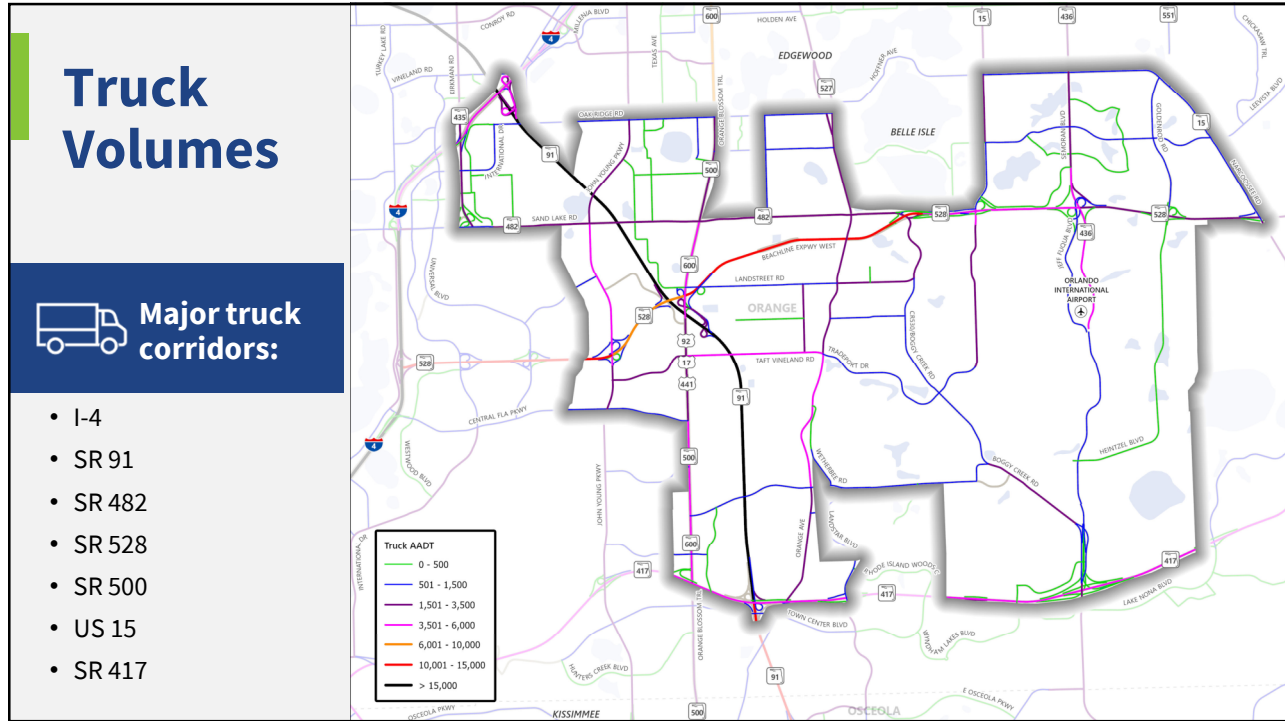 Truck
Volumes
Major truck
corridors:
• I-4
• SR 91
• SR 482
• SR 528
• SR 500
• US 15
• SR 417
CONROY RD
MILLENIA BLVD
600
HOLDEN AVE
15
436
551
TURKEY LAKE RD
KIRKMAN RD
4
TEXAS AVE
ORANGE BLOSSOM TRL
EDGEWOOD
HOFFNER AVE
CHICKASAW TRL
VINELAND RD
527
LEEVISTA BLVD
435
OAK RIDGE RD
BELLE ISLE
SEMORAN BLVD
GOLDENROD RD
15
INTERNATIONAL DR
91
JOHN YOUNG PKWY
500
NARCOOSSEE RD
4
482
SAND LAKE RD
482
528
528
436
BEACHLINE EXPWY WEST
JEFF FUQUA BLVD
UNIVERSAL BLVD
600
LANDSTREET RD
ORLANDO
INTERNATIONAL
AIRPORT
528
ORANGE
CR530/BOGGY CREEK RD
92
528
17
TAFT VINELAND RD
TRADEPORT DR
441
91
CENTRAL FLA PKWY
4
WESTWOOD BLVD
500
WETHERBEE RD
BOGGY CREEK RD
HEINTZEL BLVD
JOHN YOUNG PKWY
INTERNATIONAL DR
600
ORANGE AVE
LANDSTAR BLVD
417
417
RHODE ISLAND WOODS C
417
LAKE NONA BLVD
ORANGE BLOSSOM TRL
TOWN CENTER BLVD
WYNDHAM LAKES BLVD
HUNTERS CREEK BLVD
91
E OSCEOLA PKWY
OSCEOLA PKWY
KISSIMMEE
500
OSCEOLA
Truck AADT
0 - 500
501 - 1,500
1,501 - 3,500
3,501 - 6,000
6,001 - 10,000
10,001 - 15,000
> 15,000